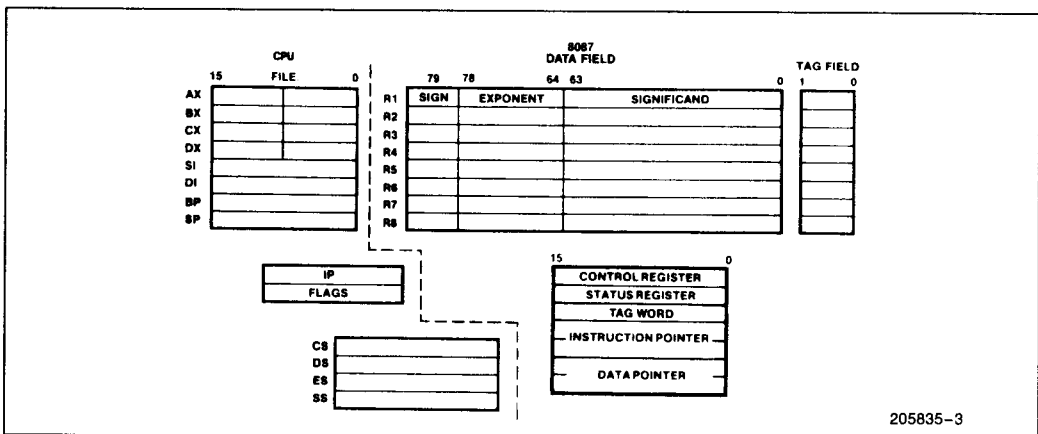 CPU
FILE
15 0
AX
BX
CX
DX
SI
DI
BP
SP
IP
FLAGS
CS
DS
ES
SS
8087
DATA FIELD
79 78 64 63 0
R1 SIGN EXPONENT SIGNIFICAND
R2
R3
R4
R5
R6
R7
R8
TAG FIELD
1 0
15 0
CONTROL REGISTER
STATUS REGISTER
TAG WORD
INSTRUCTION POINTER
DATA POINTER
205835-3